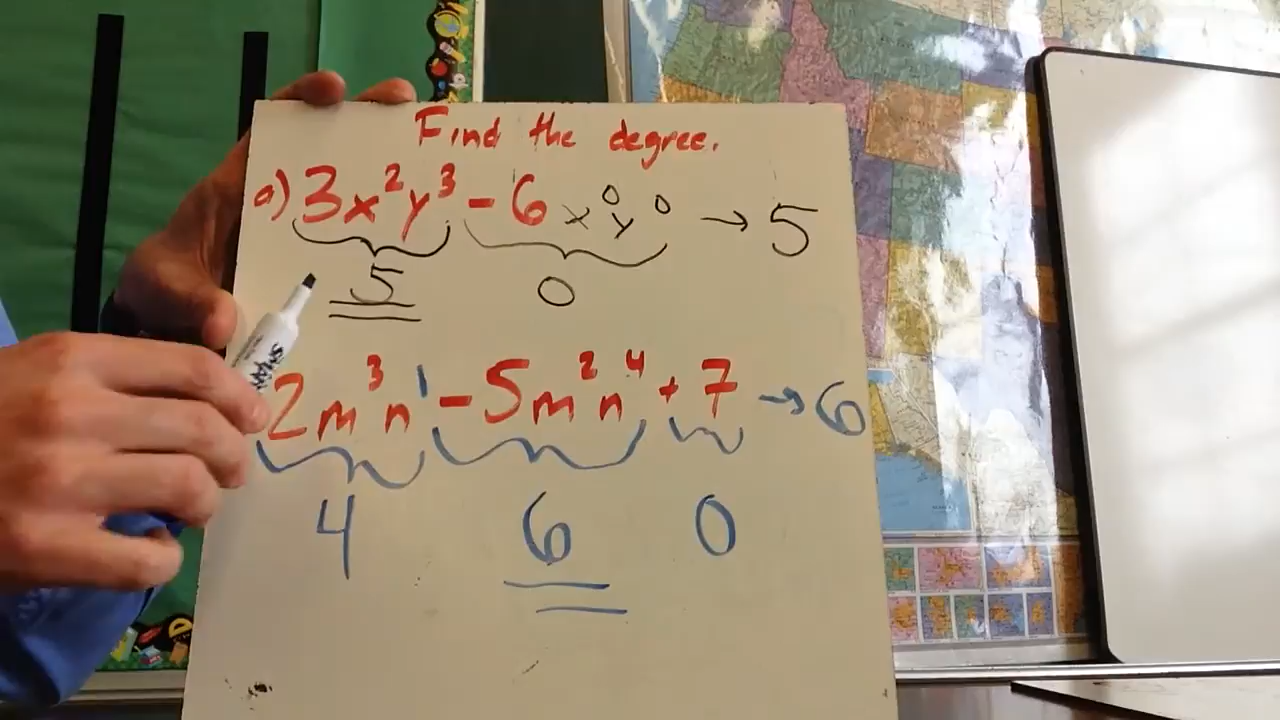 Find the degree.
a) 3x²y³ - 6x⁰y⁰ → 5
5 0
2m³n¹ - 5m²n⁴ + 7 → 6
4 6 0